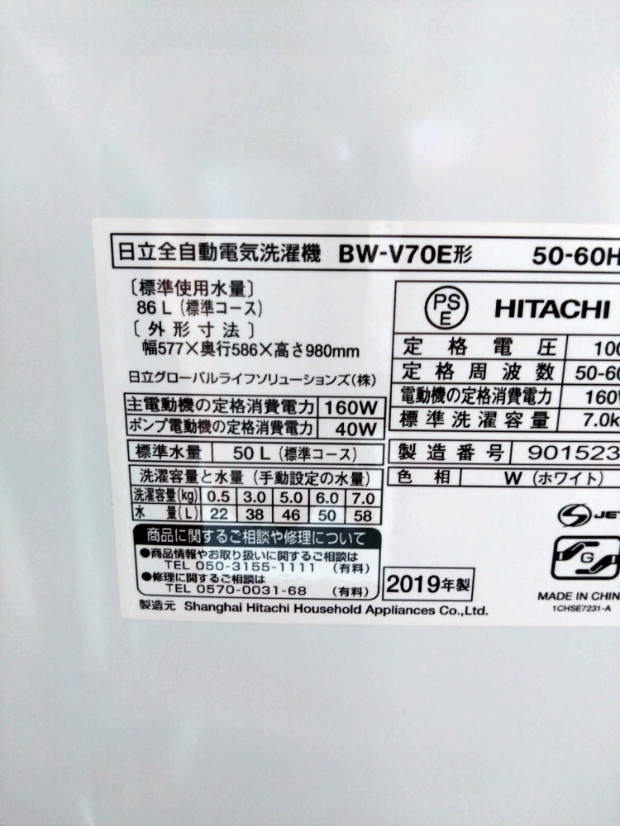 日立全自動電気洗濯機 BW-V70E形 50-60H
〔標準使用水量〕
86 L (標準コース)
〔外形寸法〕
幅577×奥行586×高さ980mm
日立グローバルライフソリューションズ(株)
主電動機の定格消費電力 160W
ポンプ電動機の定格消費電力 40W
標準水量 50 L (標準コース)
洗濯容量と水量 (手動設定の水量)
洗濯容量(kg) 0.5 3.0 5.0 6.0 7.0
水 量(L) 22 38 46 50 58
商品に関するご相談や修理について
●商品情報やお取り扱いに関するご相談は
TEL 050-3155-1111 (有料)
●修理に関するご相談は
TEL 0570-0031-68 (有料)
製造元 Shanghai Hitachi Household Appliances Co.,Ltd.
PSE HITACHI
定格電圧 100
定格周波数 50-60
電動機の定格消費電力 160W
標準洗濯容量 7.0k
製造番号 901523
色相 W (ホワイト)
JET
G
2019年製
MADE IN CHIN
1CHSE7231-A